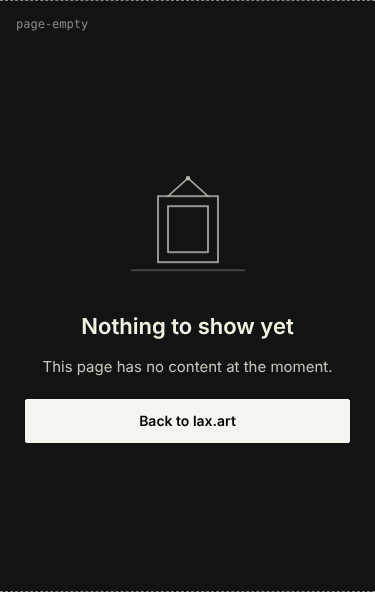 page-empty
Nothing to show yet
This page has no content at the moment.
Back to lax.art